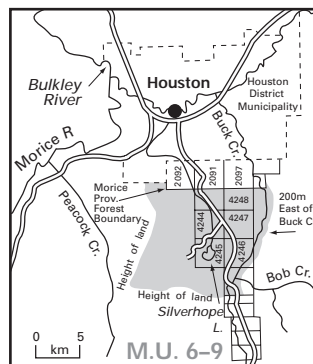 Bulkley
River
Houston
Houston
District
Municipality
Morice R
Buck Cr.
Peacock Cr.
2092
2091
2097
Morice
Prov.
Forest
Boundary
4248
4247
4244
4245
4246
200m
East of
Buck C
Height of land
Bob Cr.
Height of land
Silverhope
L.
0 5
km
M.U. 6–9